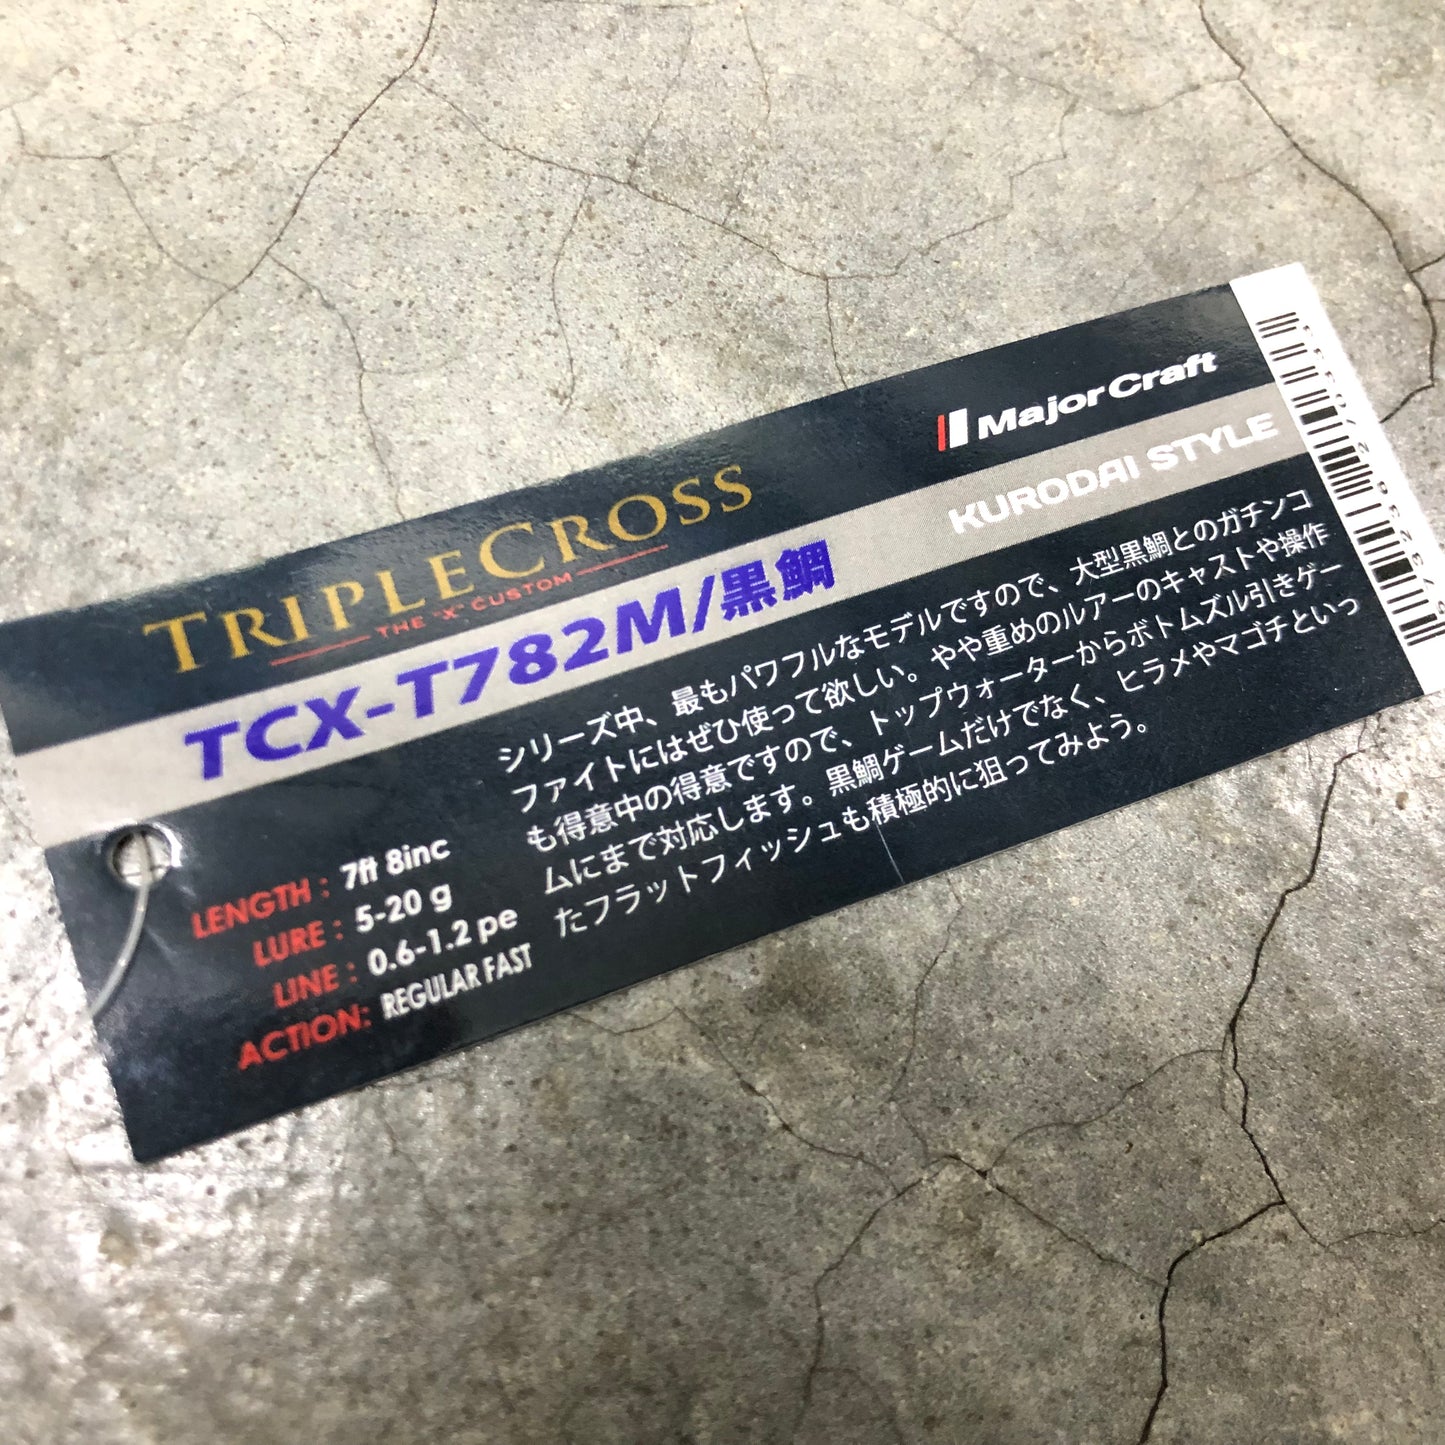 MajorCraft
TRIPLECROSS
THE "X" CUSTOM
KURODAI STYLE
TCX-T782M/黒鯛
シリーズ中、最もパワフルなモデルですので、大型黒鯛とのガチンコ
ファイトにはぜひ使って欲しい。やや重めのルアーのキャストや操作
も得意中の得意ですので、トップウォーターからボトムズル引きゲー
ムにまで対応します。黒鯛ゲームだけでなく、ヒラメやマゴチといっ
たフラットフィッシュも積極的に狙ってみよう。
LENGTH : 7ft 8inc
LURE : 5-20 g
LINE : 0.6-1.2 pe
ACTION: REGULAR FAST